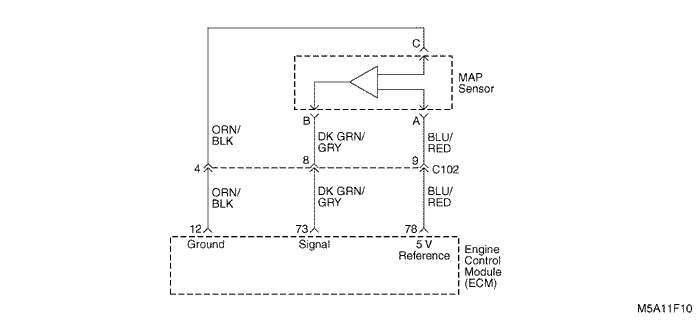 C
MAP
Sensor
B
A
ORN/
BLK
DK GRN/
GRY
BLU/
RED
4
8
9
C102
ORN/
BLK
DK GRN/
GRY
BLU/
RED
12
73
78
Ground
Signal
5 V
Reference
Engine
Control
Module
(ECM)
M5A11F10